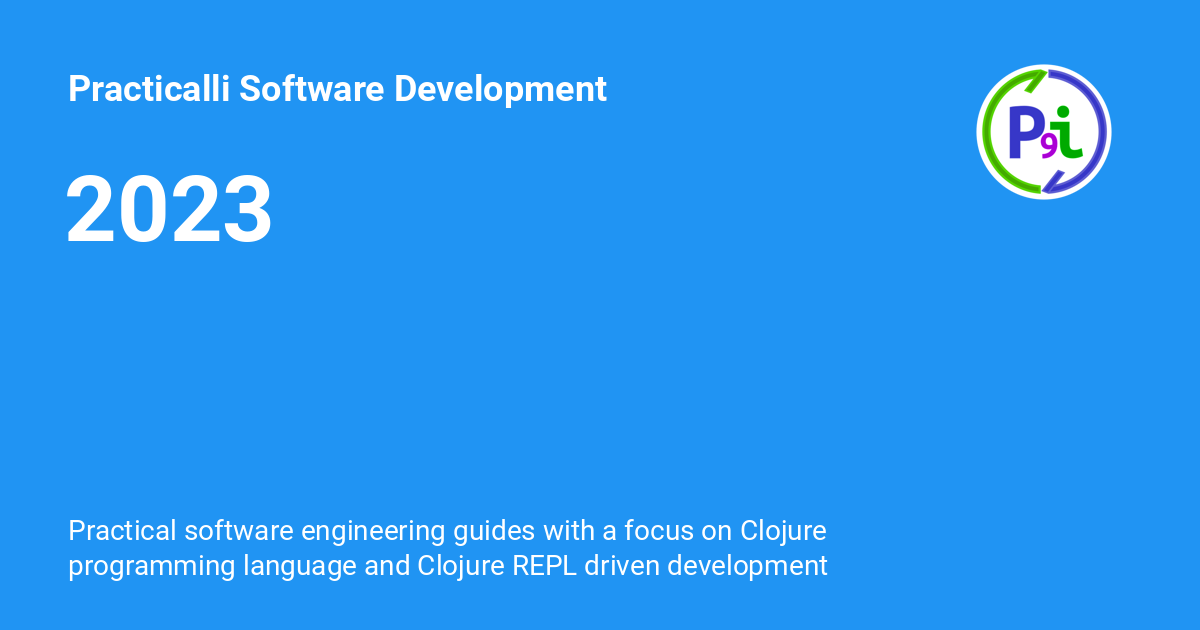 Practicalli Software Development
P9i
2023
Practical software engineering guides with a focus on Clojure
programming language and Clojure REPL driven development